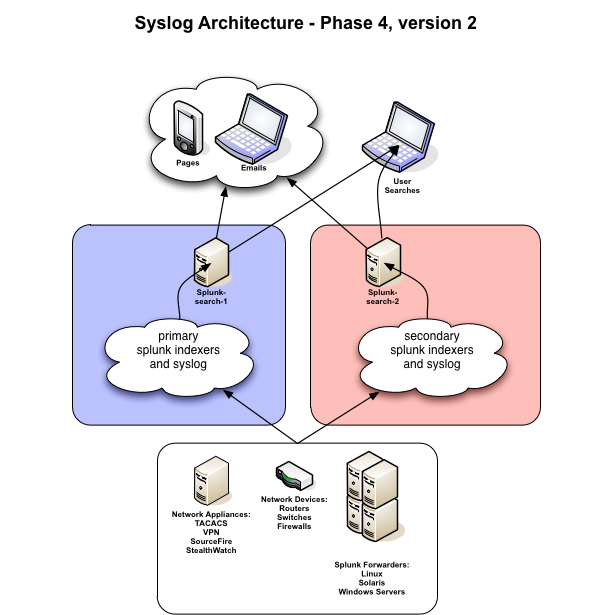 Syslog Architecture - Phase 4, version 2
Pages
Emails
User
Searches
Splunk-
search-1
Splunk-
search-2
primary
splunk indexers
and syslog
secondary
splunk indexers
and syslog
Network Appliances:
TACACS
VPN
SourceFire
StealthWatch
Network Devices:
Routers
Switches
Firewalls
Splunk Forwarders:
Linux
Solaris
Windows Servers